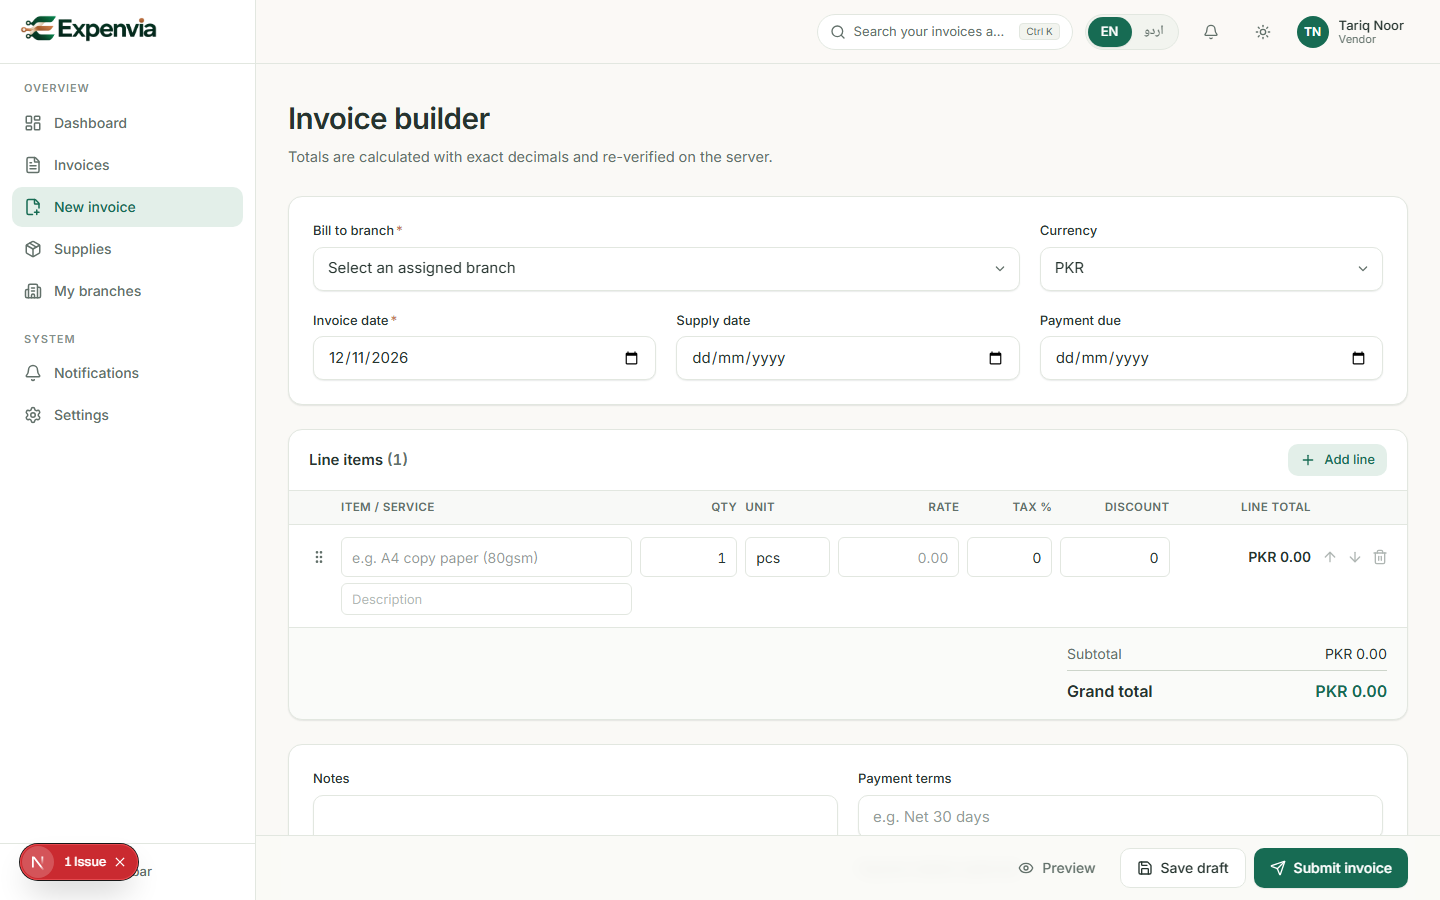 Expenvia
Search your invoices a...
Ctrl K
EN
اردو
TN
Tariq Noor
Vendor
OVERVIEW
Dashboard
Invoices
New invoice
Supplies
My branches
SYSTEM
Notifications
Settings
Invoice builder
Totals are calculated with exact decimals and re-verified on the server.
Bill to branch*
Currency
Select an assigned branch
PKR
Invoice date*
Supply date
Payment due
12/11/2026
dd/mm/yyyy
dd/mm/yyyy
Line items (1)
Add line
ITEM / SERVICE QTY UNIT RATE TAX % DISCOUNT LINE TOTAL
e.g. A4 copy paper (80gsm) 1 pcs 0.00 0 0 PKR 0.00
Description
Subtotal PKR 0.00
Grand total PKR 0.00
Notes
Payment terms
e.g. Net 30 days
N 1 Issue
Preview
Save draft
Submit invoice